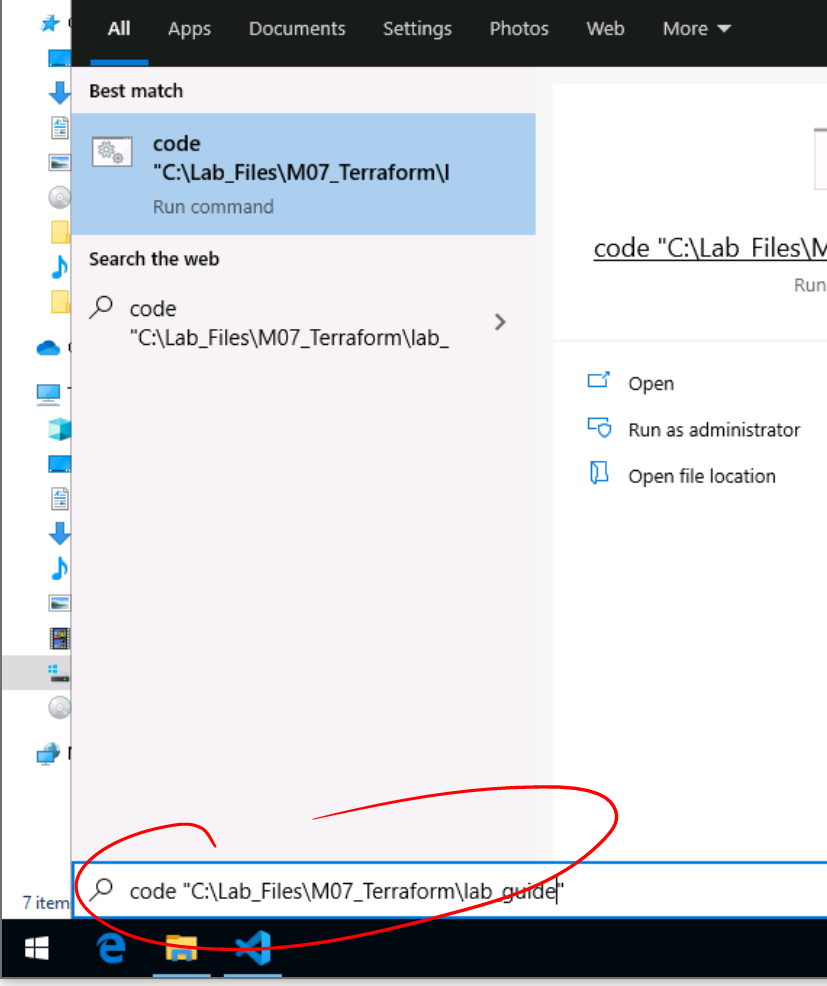 All Apps Documents Settings Photos Web More
Best match
code
"C:\Lab_Files\M07_Terraform\l
Run command
Search the web
code
"C:\Lab_Files\M07_Terraform\lab_
code "C:\Lab_Files\M
Run
Open
Run as administrator
Open file location
code "C:\Lab_Files\M07_Terraform\lab_guide"
7 item